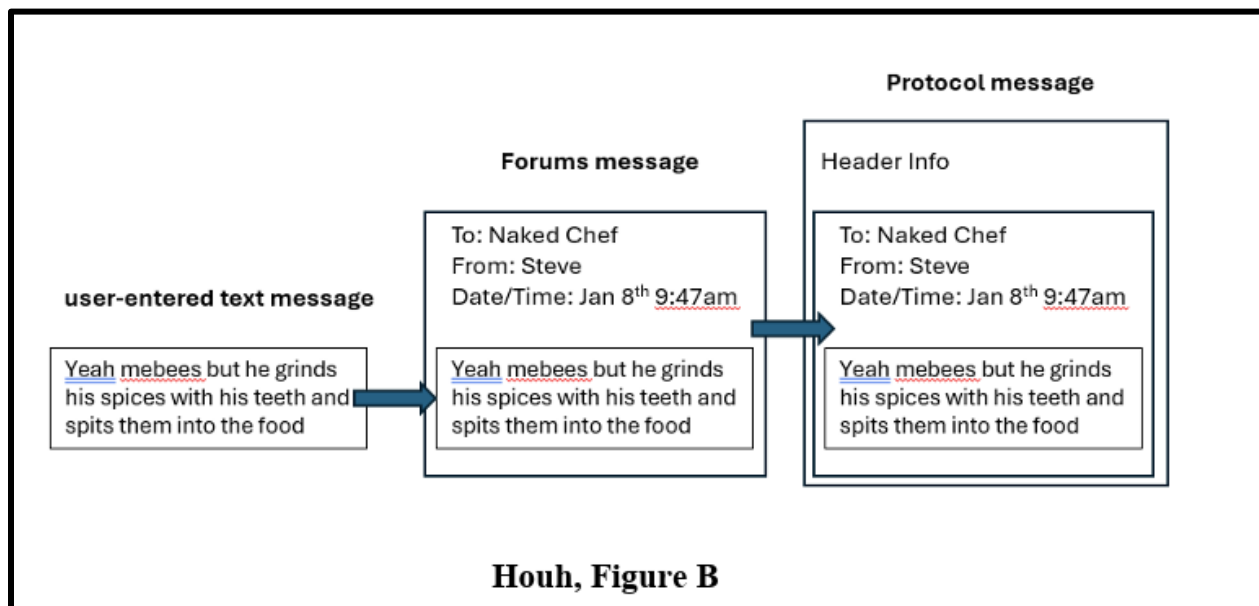 Protocol message
Forums message
Header Info
To: Naked Chef
From: Steve
Date/Time: Jan 8th 9:47am
To: Naked Chef
From: Steve
Date/Time: Jan 8th 9:47am
user-entered text message
Yeah mebees but he grinds
his spices with his teeth and
spits them into the food
Yeah mebees but he grinds
his spices with his teeth and
spits them into the food
Yeah mebees but he grinds
his spices with his teeth and
spits them into the food
Houh, Figure B